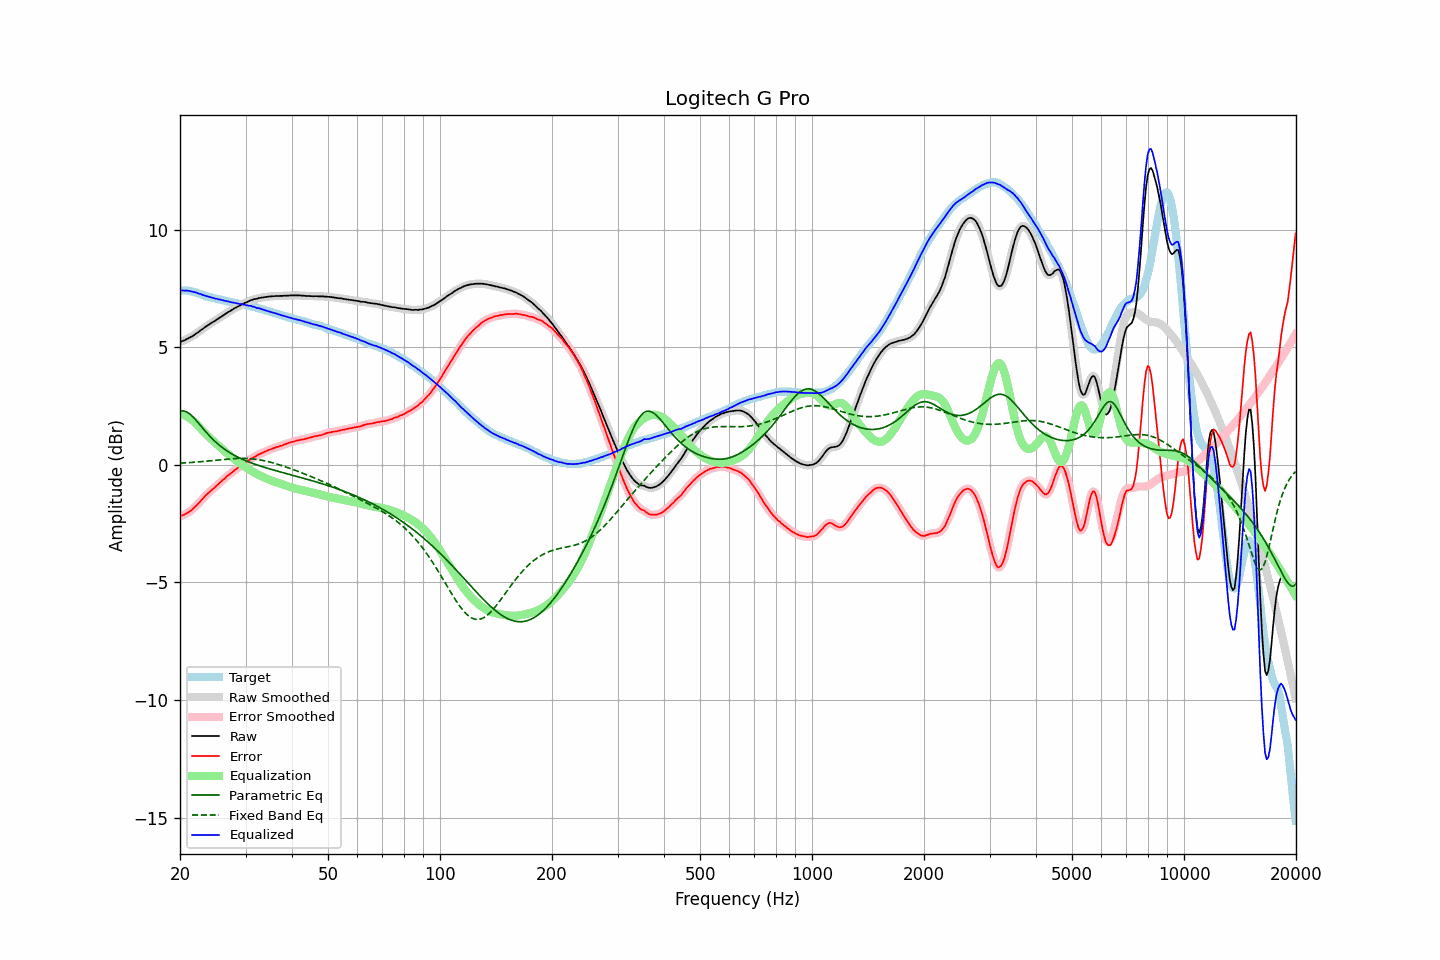 Logitech G Pro
Amplitude (dBr)
10
5
0
−5
−10
−15
Target
Raw Smoothed
Error Smoothed
Raw
Error
Equalization
Parametric Eq
Fixed Band Eq
Equalized
20 50 100 200 500 1000 2000 5000 10000 20000
Frequency (Hz)